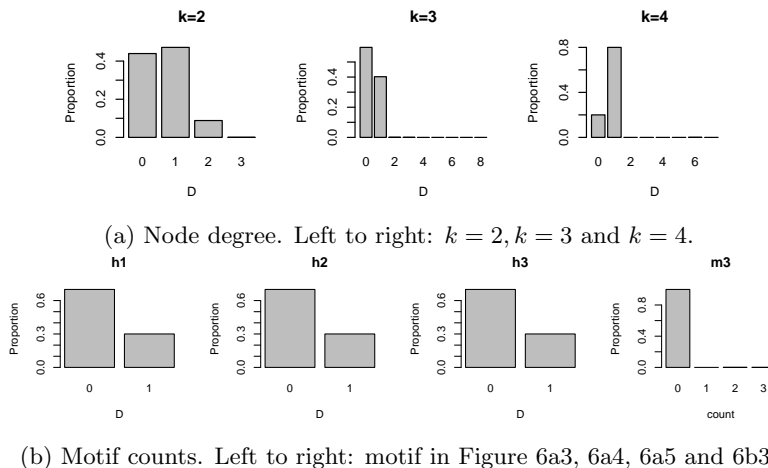 k=2 k=3 k=4
Proportion 0.0 0.2 0.4 0 1 2 3 D
Proportion 0.0 0.2 0.4 0 2 4 6 8 D
Proportion 0.0 0.4 0.8 0 2 4 6 D
(a) Node degree. Left to right: k = 2, k = 3 and k = 4.
h1 h2 h3 m3
Proportion 0.0 0.3 0.6 0 1 D
Proportion 0.0 0.3 0.6 0 1 D
Proportion 0.0 0.3 0.6 0 1 D
Proportion 0.0 0.4 0.8 0 1 2 3 count
(b) Motif counts. Left to right: motif in Figure 6a3, 6a4, 6a5 and 6b3